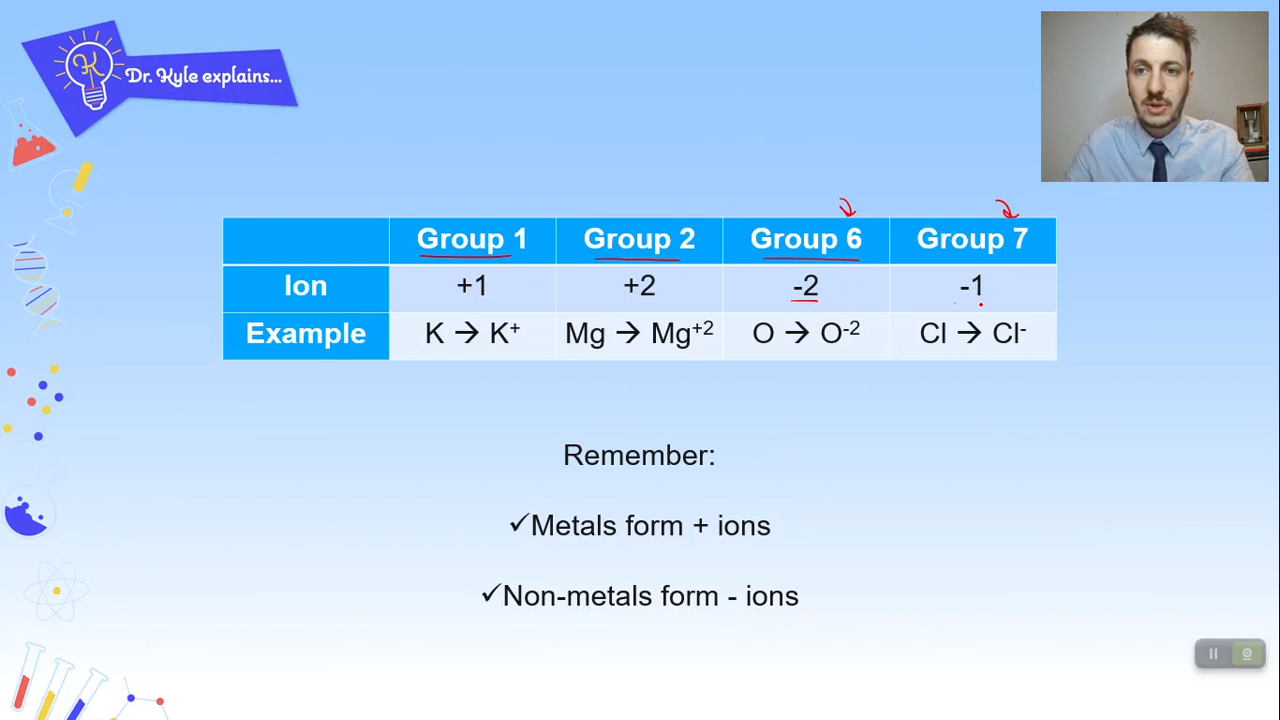 K
Dr. Kyle explains...
Group 1 Group 2 Group 6 Group 7
Ion +1 +2 -2 -1
Example K → K⁺ Mg → Mg⁺² O → O⁻² Cl → Cl⁻
Remember:
✓Metals form + ions
✓Non-metals form - ions